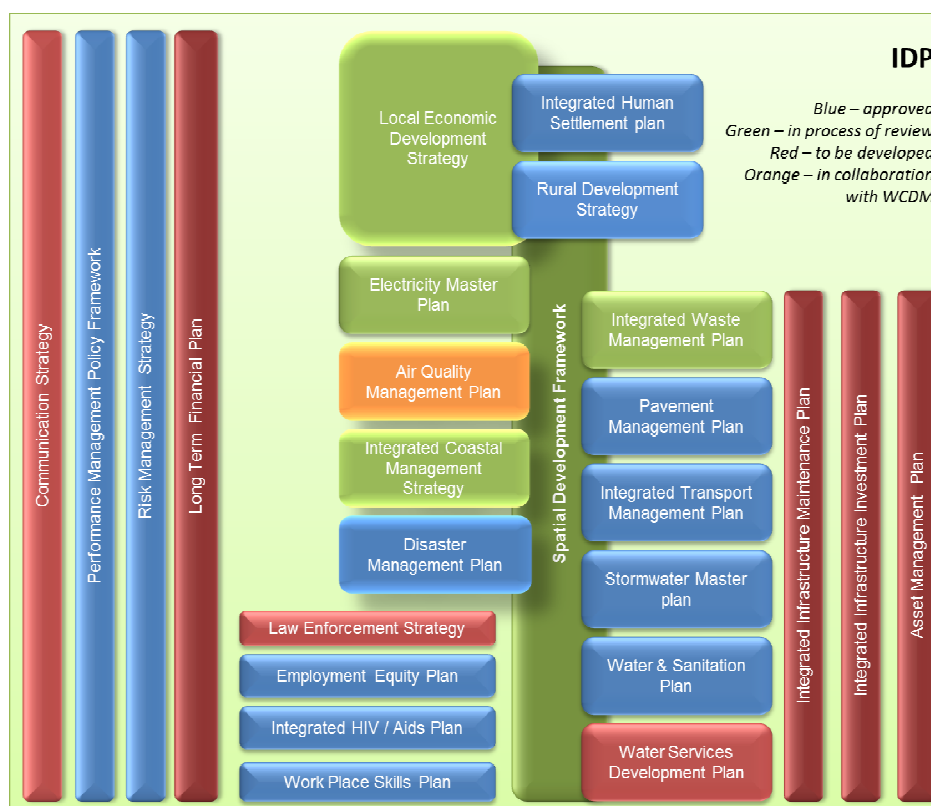 IDP
Blue – approved
Green – in process of review
Red – to be developed
Orange – in collaboration
with WCDM
Communication Strategy
Performance Management Policy Framework
Risk Management Strategy
Long Term Financial Plan
Local Economic
Development
Strategy
Integrated Human
Settlement plan
Rural Development
Strategy
Electricity Master
Plan
Air Quality
Management Plan
Integrated Coastal
Management
Strategy
Disaster
Management Plan
Law Enforcement Strategy
Employment Equity Plan
Integrated HIV / Aids Plan
Work Place Skills Plan
Spatial Development Framework
Integrated Waste
Management Plan
Pavement
Management Plan
Integrated Transport
Management Plan
Stormwater Master
plan
Water & Sanitation
Plan
Water Services
Development Plan
Integrated Infrastructure Maintenance Plan
Integrated Infrastructure Investment Plan
Asset Management Plan